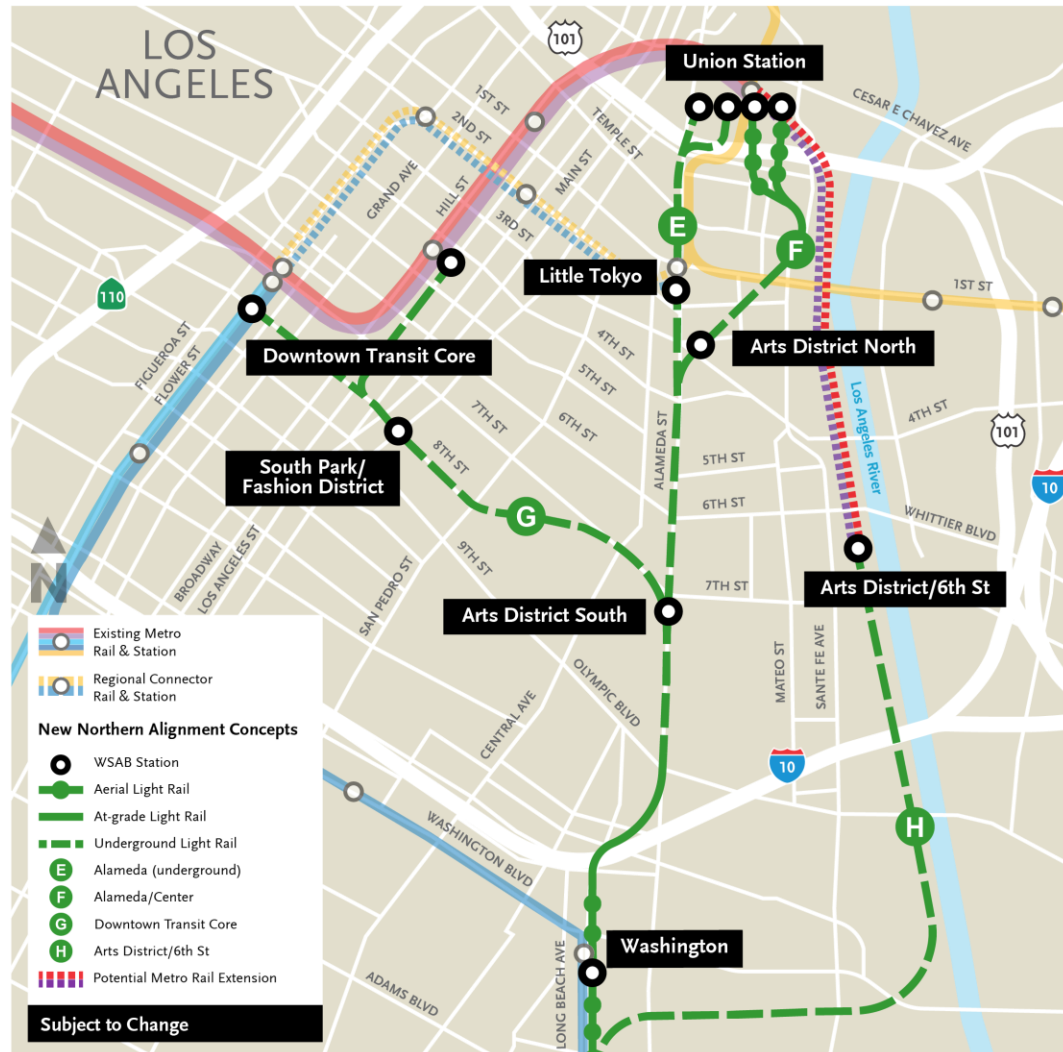 LOS
ANGELES
101
Union Station
CESAR E CHAVEZ AVE
1ST ST
2ND ST
TEMPLE ST
GRAND AVE
HILL ST
MAIN ST
3RD ST
E
F
Little Tokyo
1ST ST
110
FIGUEROA ST
FLOWER ST
Downtown Transit Core
Arts District North
4TH ST
5TH ST
6TH ST
7TH ST
8TH ST
ALAMEDA ST
Los Angeles River
4TH ST
101
10
South Park/
Fashion District
5TH ST
6TH ST
WHITTIER BLVD
G
9TH ST
BROADWAY
LOS ANGELES ST
SAN PEDRO ST
N
7TH ST
Arts District/6th St
Arts District South
MATEO ST
SANTE FE AVE
OLYMPIC BLVD
CENTRAL AVE
10
H
WASHINGTON BLVD
Washington
LONG BEACH AVE
ADAMS BLVD
Existing Metro
Rail & Station
Regional Connector
Rail & Station
New Northern Alignment Concepts
WSAB Station
Aerial Light Rail
At-grade Light Rail
Underground Light Rail
E Alameda (underground)
F Alameda/Center
G Downtown Transit Core
H Arts District/6th St
Potential Metro Rail Extension
Subject to Change